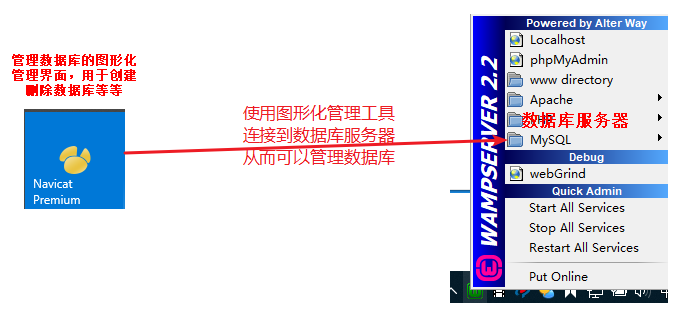 管理数据库的图形化
管理界面，用于创建
删除数据库等等
Navicat
Premium
使用图形化管理工具
连接到数据库服务器
从而可以管理数据库
WAMPSERVER 2.2
Powered by Alter Way
Localhost
phpMyAdmin
www directory
Apache
数据库服务器
MySQL
Debug
webGrind
Quick Admin
Start All Services
Stop All Services
Restart All Services
Put Online